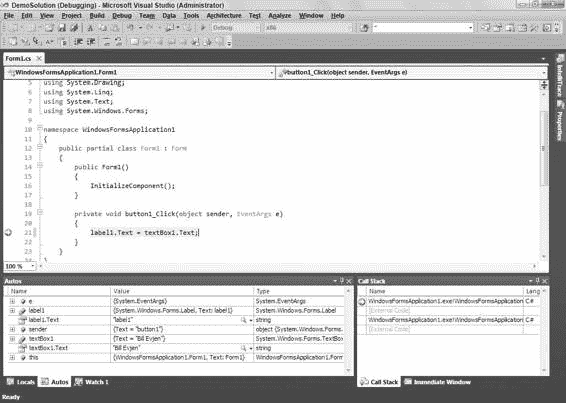 DemoSolution (Debugging) - Microsoft Visual Studio (Administrator)
File Edit View Project Build Debug Team Data Tools Architecture Test Analyze Window Help
Debug x86
Form1.cs
WindowsFormsApplication1.Form1 button1_Click(object sender, EventArgs e)
5 using System.Drawing;
6 using System.Linq;
7 using System.Text;
8 using System.Windows.Forms;
9
10 namespace WindowsFormsApplication1
11 {
12 public partial class Form1 : Form
13 {
14 public Form1()
15 {
16 InitializeComponent();
17 }
18
19 private void button1_Click(object sender, EventArgs e)
20 {
21 label1.Text = textBox1.Text;
22 }
23 }
24 }
100 %
IntelliTrace
Properties
Autos
Name Value Type
e {System.EventArgs} System.EventArgs
label1 {System.Windows.Forms.Label, Text: label1} System.Windows.Forms.Label
label1.Text "label1" string
sender {Text = "button1"} object {System.Windows.Forms
textBox1 {Text = "Bill Evjen"} System.Windows.Forms.TextBox
textBox1.Text "Bill Evjen" string
this {WindowsFormsApplication1.Form1, Text: Form1} WindowsFormsApplication1.Form
Locals Autos Watch 1
Call Stack
Name Lang
WindowsFormsApplication1.exe!WindowsFormsApplication C#
[External Code]
WindowsFormsApplication1.exe!WindowsFormsApplication C#
[External Code]
Call Stack Immediate Window
Ready